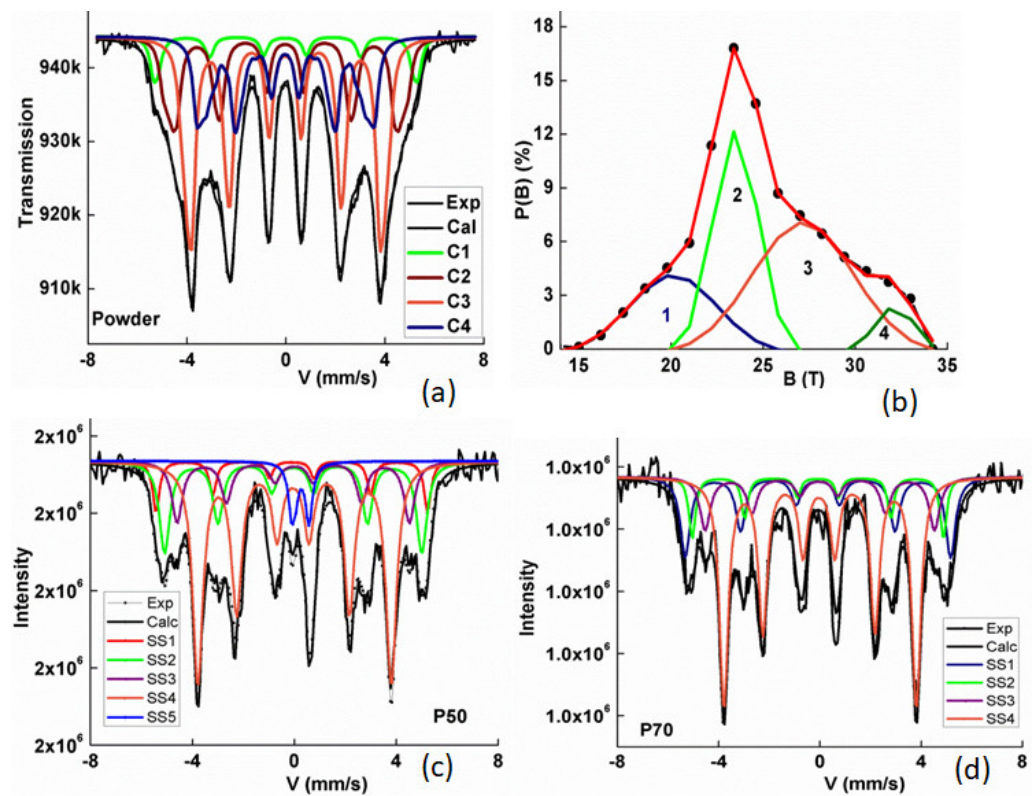 940k
930k
920k
910k
Transmission
Exp
Cal
C1
C2
C3
C4
Powder
-8
-4
0
4
8
V (mm/s)
(a)
18
15
12
9
6
3
0
P(B) (%)
1
2
3
4
15
20
25
30
35
B (T)
(b)
2x10⁶
2x10⁶
2x10⁶
2x10⁶
2x10⁶
Intensity
Exp
Calc
SS1
SS2
SS3
SS4
SS5
P50
-8
-4
0
4
8
V (mm/s)
(c)
1.0x10⁶
1.0x10⁶
1.0x10⁶
1.0x10⁶
1.0x10⁶
Intensity
Exp
Calc
SS1
SS2
SS3
SS4
P70
-8
-4
0
4
8
V (mm/s)
(d)